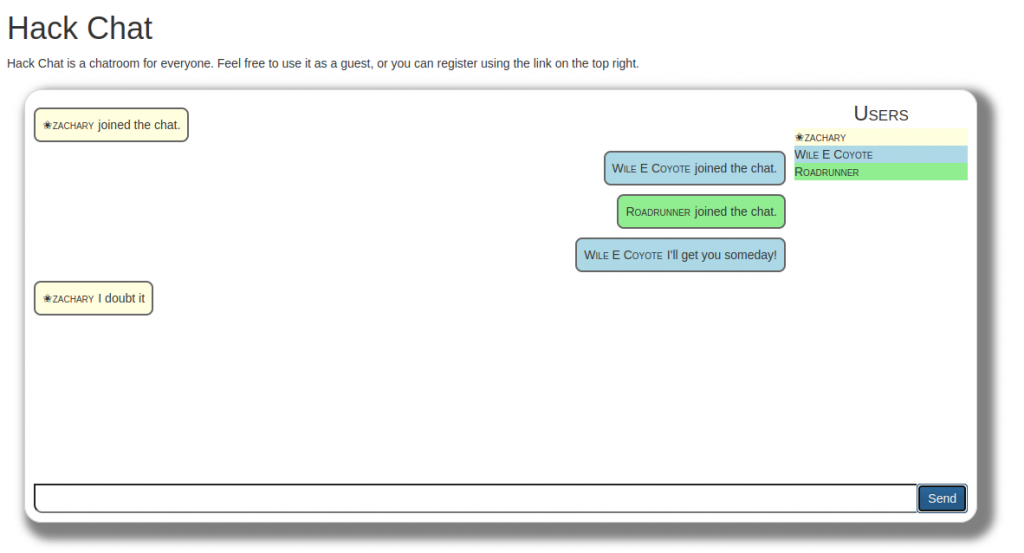 Hack Chat
Hack Chat is a chatroom for everyone. Feel free to use it as a guest, or you can register using the link on the top right.
❀zachary joined the chat.
Wile E Coyote joined the chat.
Roadrunner joined the chat.
Wile E Coyote I'll get you someday!
❀zachary I doubt it
Users
❀zachary
Wile E Coyote
Roadrunner
Send